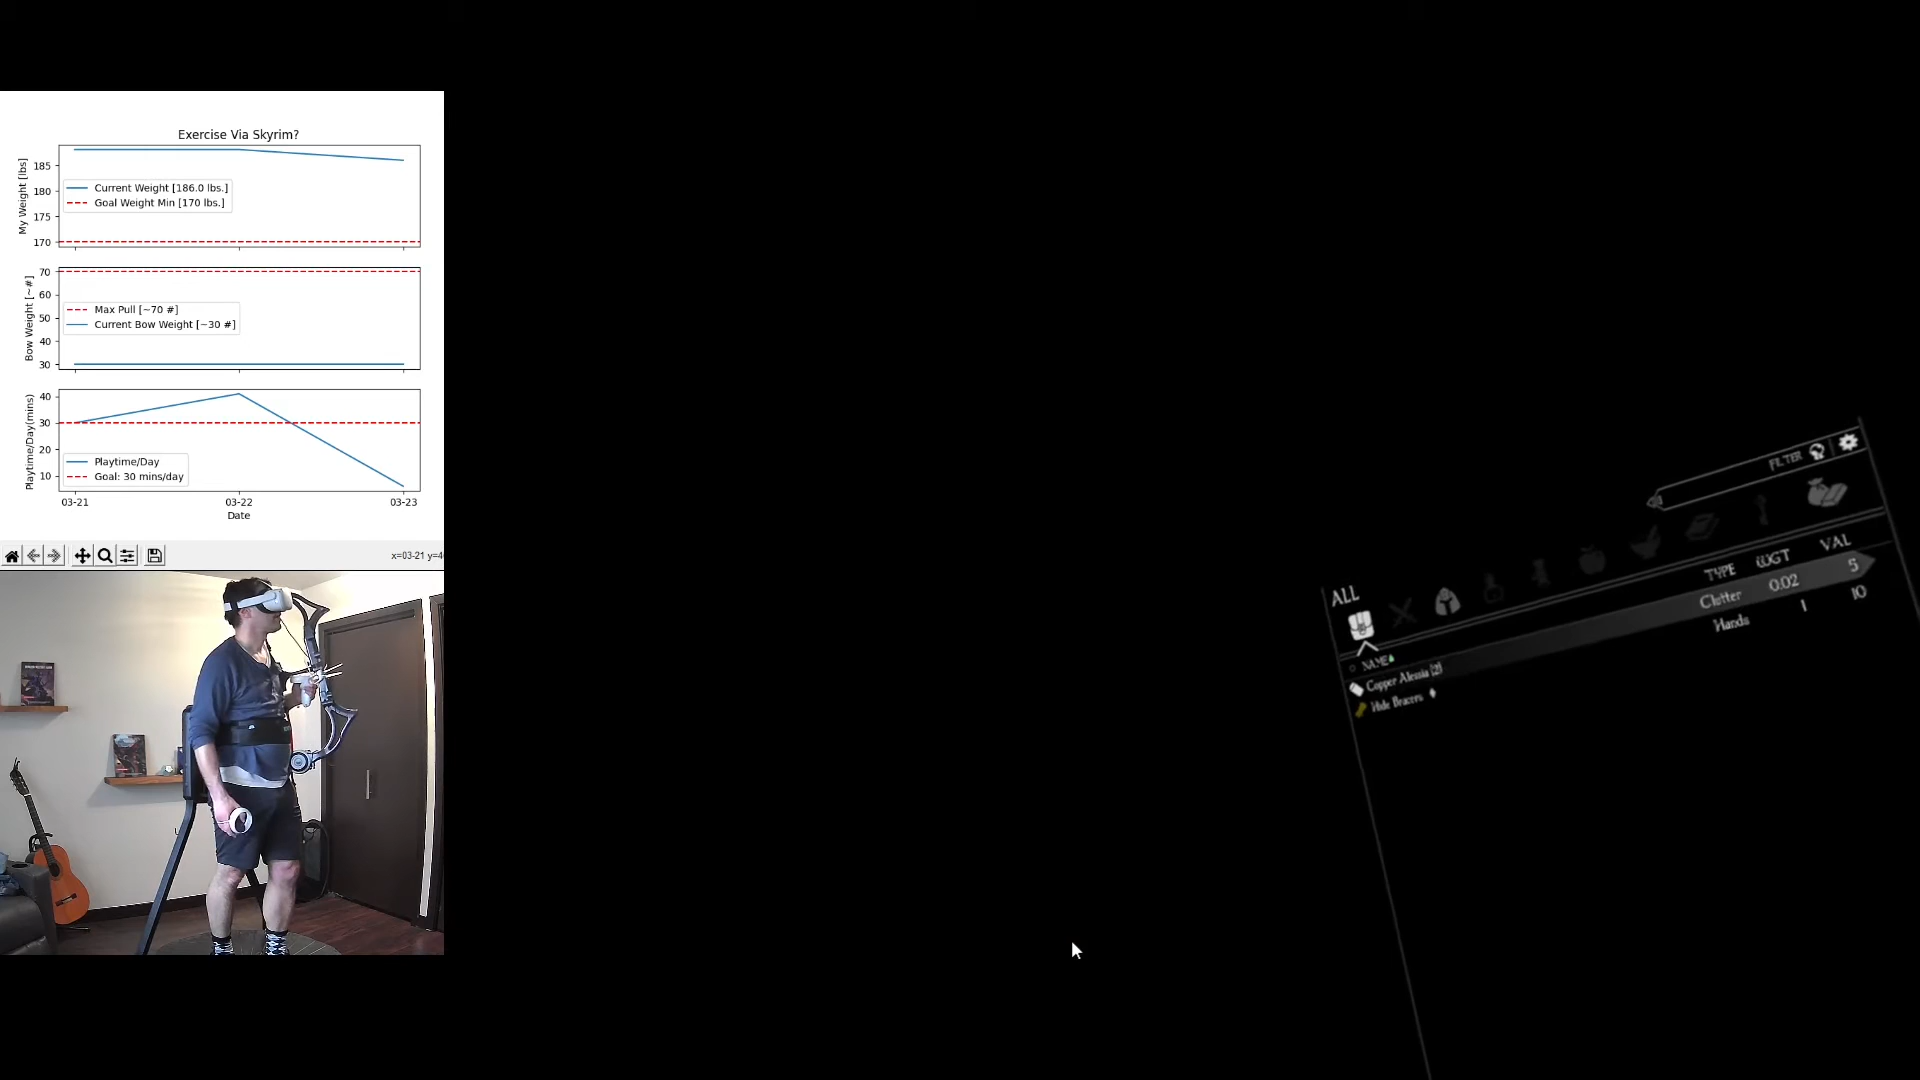 Exercise Via Skyrim?
My Weight [lbs]
185
180
175
170
Current Weight [186.0 lbs.]
Goal Weight Min [170 lbs.]
Bow Weight [~#]
70
60
50
40
30
Max Pull [~70 #]
Current Bow Weight [~30 #]
Playtime/Day(mins)
40
30
20
10
Playtime/Day
Goal: 30 mins/day
03-21 03-22 03-23
Date
x=03-21 y=4
FILTER
ALL
NAME TYPE WGT VAL
Copper Alessia (2) Clutter 0.02 5
Hide Bracers Hands 1 10